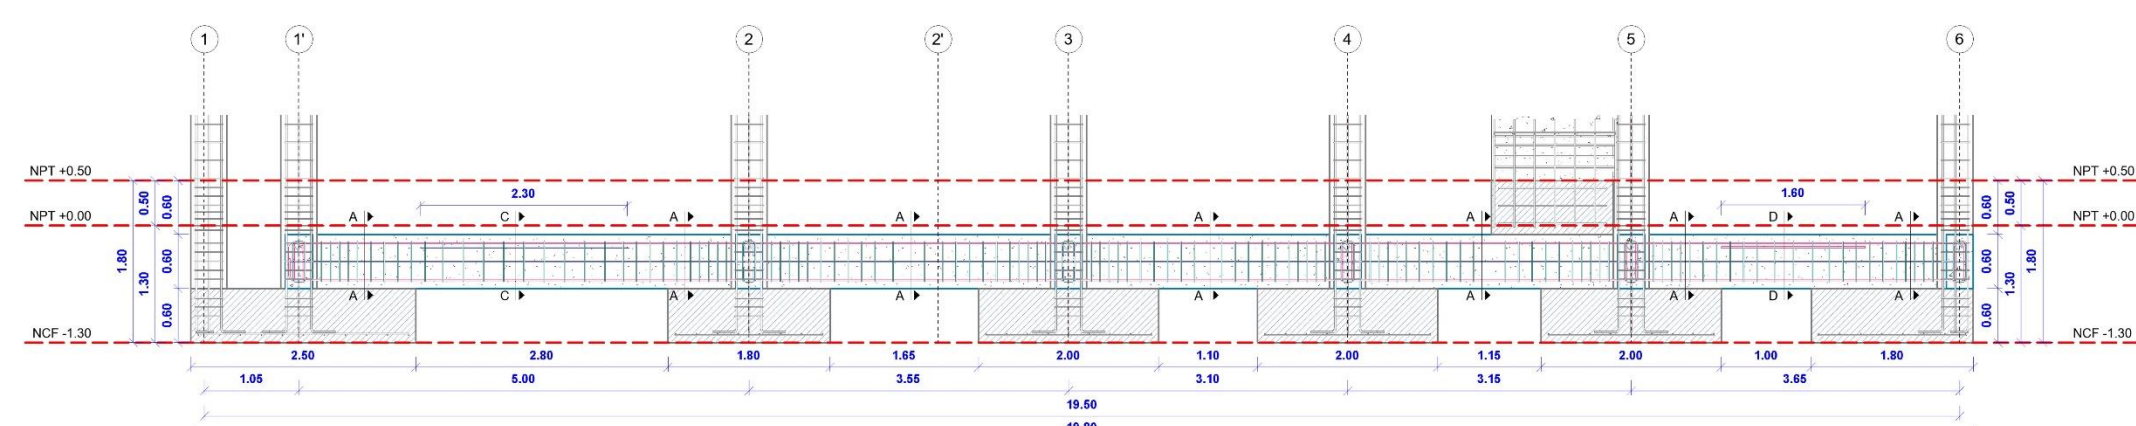 1 1' 2 2' 3 4 5 6
NPT +0.50 NPT +0.50
2.30 1.60
0.50 0.60 0.60 0.50
NPT +0.00 NPT +0.00
A C A A A A A D A
1.80 1.30 0.60 0.60 1.30 1.80
A C A A A A A D A
0.60 0.60
NCF -1.30 NCF -1.30
2.50 2.80 1.80 1.65 2.00 1.10 2.00 1.15 2.00 1.00 1.80
1.05 5.00 3.55 3.10 3.15 3.65
19.50
19.80